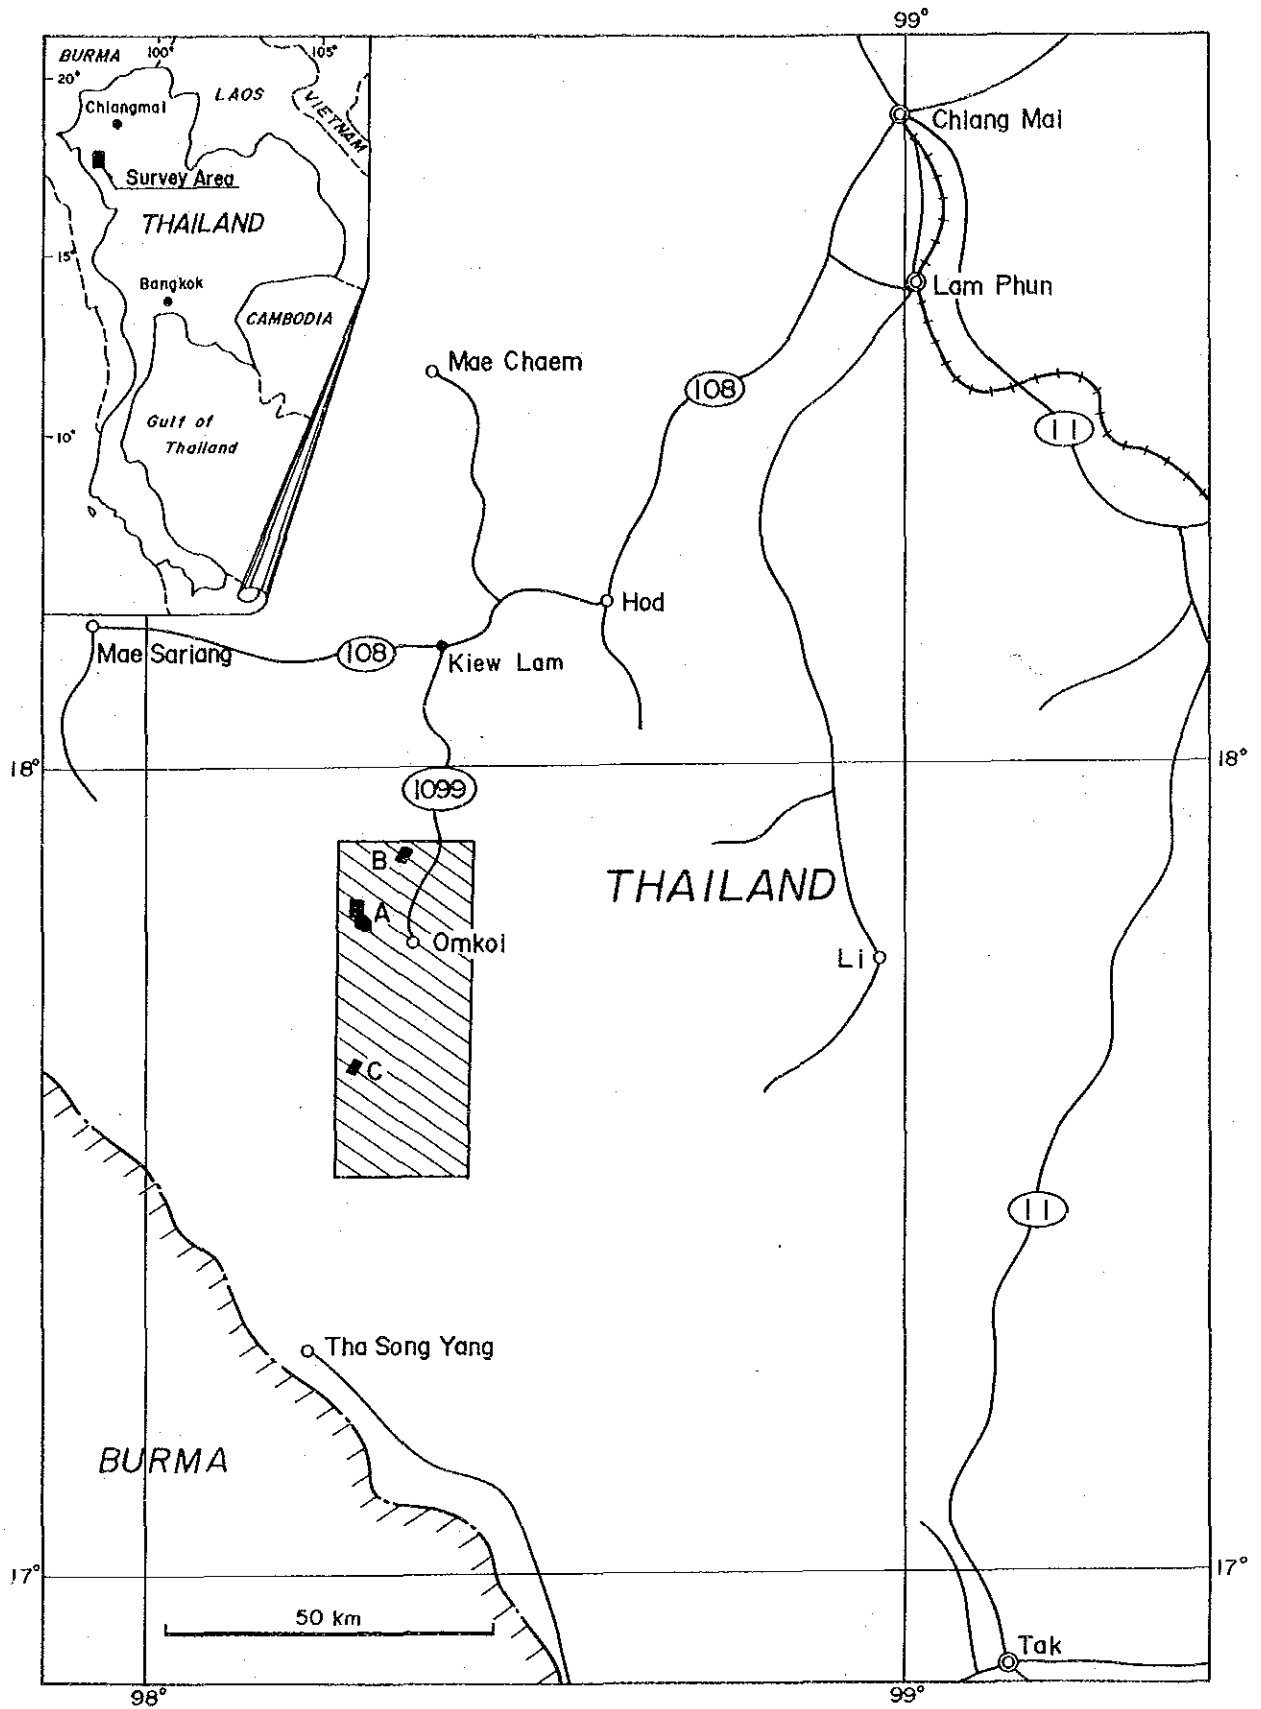 99°
BURMA
100°
105°
20°
LAOS
VIETNAM
Chiangmai
Survey Area
THAILAND
15°
Bangkok
CAMBODIA
10°
Gulf of
Thailand
Chiang Mai
Lam Phun
Mae Chaem
108
11
Hod
Mae Sariang
108
Kiew Lam
18°
18°
1099
B
THAILAND
A
Omkoi
Li
C
11
Tha Song Yang
BURMA
17°
17°
50 km
Tak
98°
99°